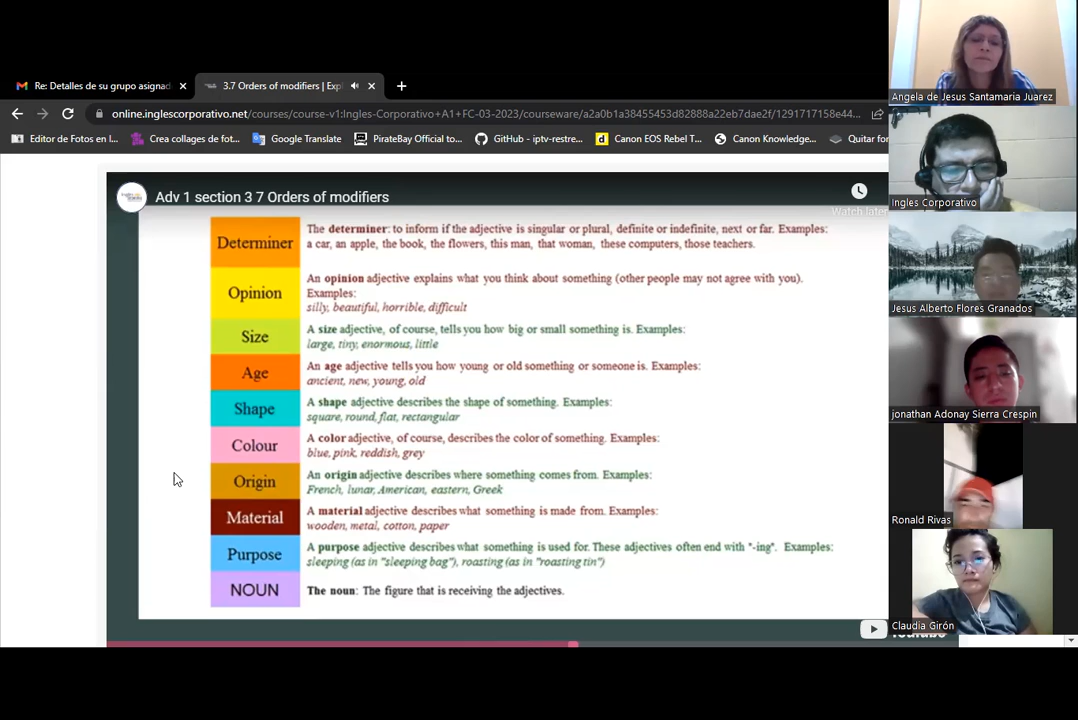 Re: Detalles de su grupo asignad
3.7 Orders of modifiers | Exp
online.inglescorporativo.net/courses/course-v1:Ingles-Corporativo+A1+FC-03-2023/courseware/a2a0b1a38455453d82888a22eb7dae2f/1291717158e44...
Editor de Fotos en l...
Crea collages de fot...
Google Translate
PirateBay Official to...
GitHub - iptv-restre...
Canon EOS Rebel T...
Canon Knowledge...
Quitar for
Adv 1 section 3 7 Orders of modifiers
Watch later
Determiner
The determiner: to inform if the adjective is singular or plural, definite or indefinite, next or far. Examples:
a car, an apple, the book, the flowers, this man, that woman, these computers, those teachers.
Opinion
An opinion adjective explains what you think about something (other people may not agree with you).
Examples:
silly, beautiful, horrible, difficult
Size
A size adjective, of course, tells you how big or small something is. Examples:
large, tiny, enormous, little
Age
An age adjective tells you how young or old something or someone is. Examples:
ancient, new, young, old
Shape
A shape adjective describes the shape of something. Examples:
square, round, flat, rectangular
Colour
A color adjective, of course, describes the color of something. Examples:
blue, pink, reddish, grey
Origin
An origin adjective describes where something comes from. Examples:
French, lunar, American, eastern, Greek
Material
A material adjective describes what something is made from. Examples:
wooden, metal, cotton, paper
Purpose
A purpose adjective describes what something is used for. These adjectives often end with "-ing". Examples:
sleeping (as in "sleeping bag"), roasting (as in "roasting tin")
NOUN
The noun: The figure that is receiving the adjectives.
YouTube
Angela de Jesus Santamaria Juarez
Ingles Corporativo
Jesus Alberto Flores Granados
jonathan Adonay Sierra Crespin
Ronald Rivas
Claudia Girón